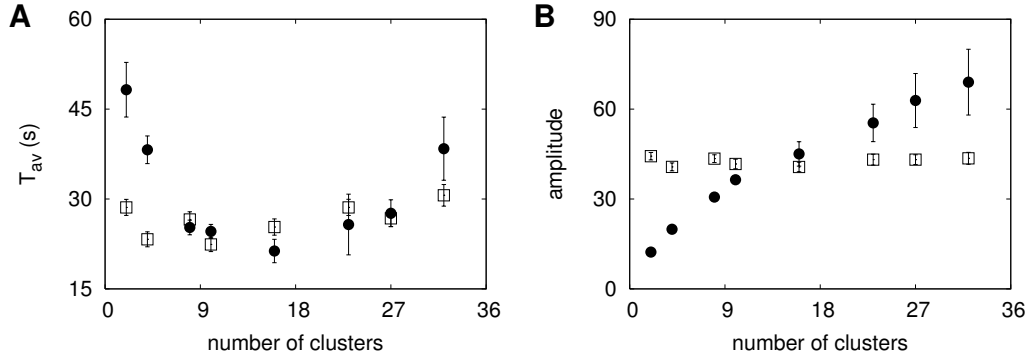 A
60
45
30
15
T_av (s)
0 9 18 27 36
number of clusters
B
90
60
30
0
amplitude
0 9 18 27 36
number of clusters